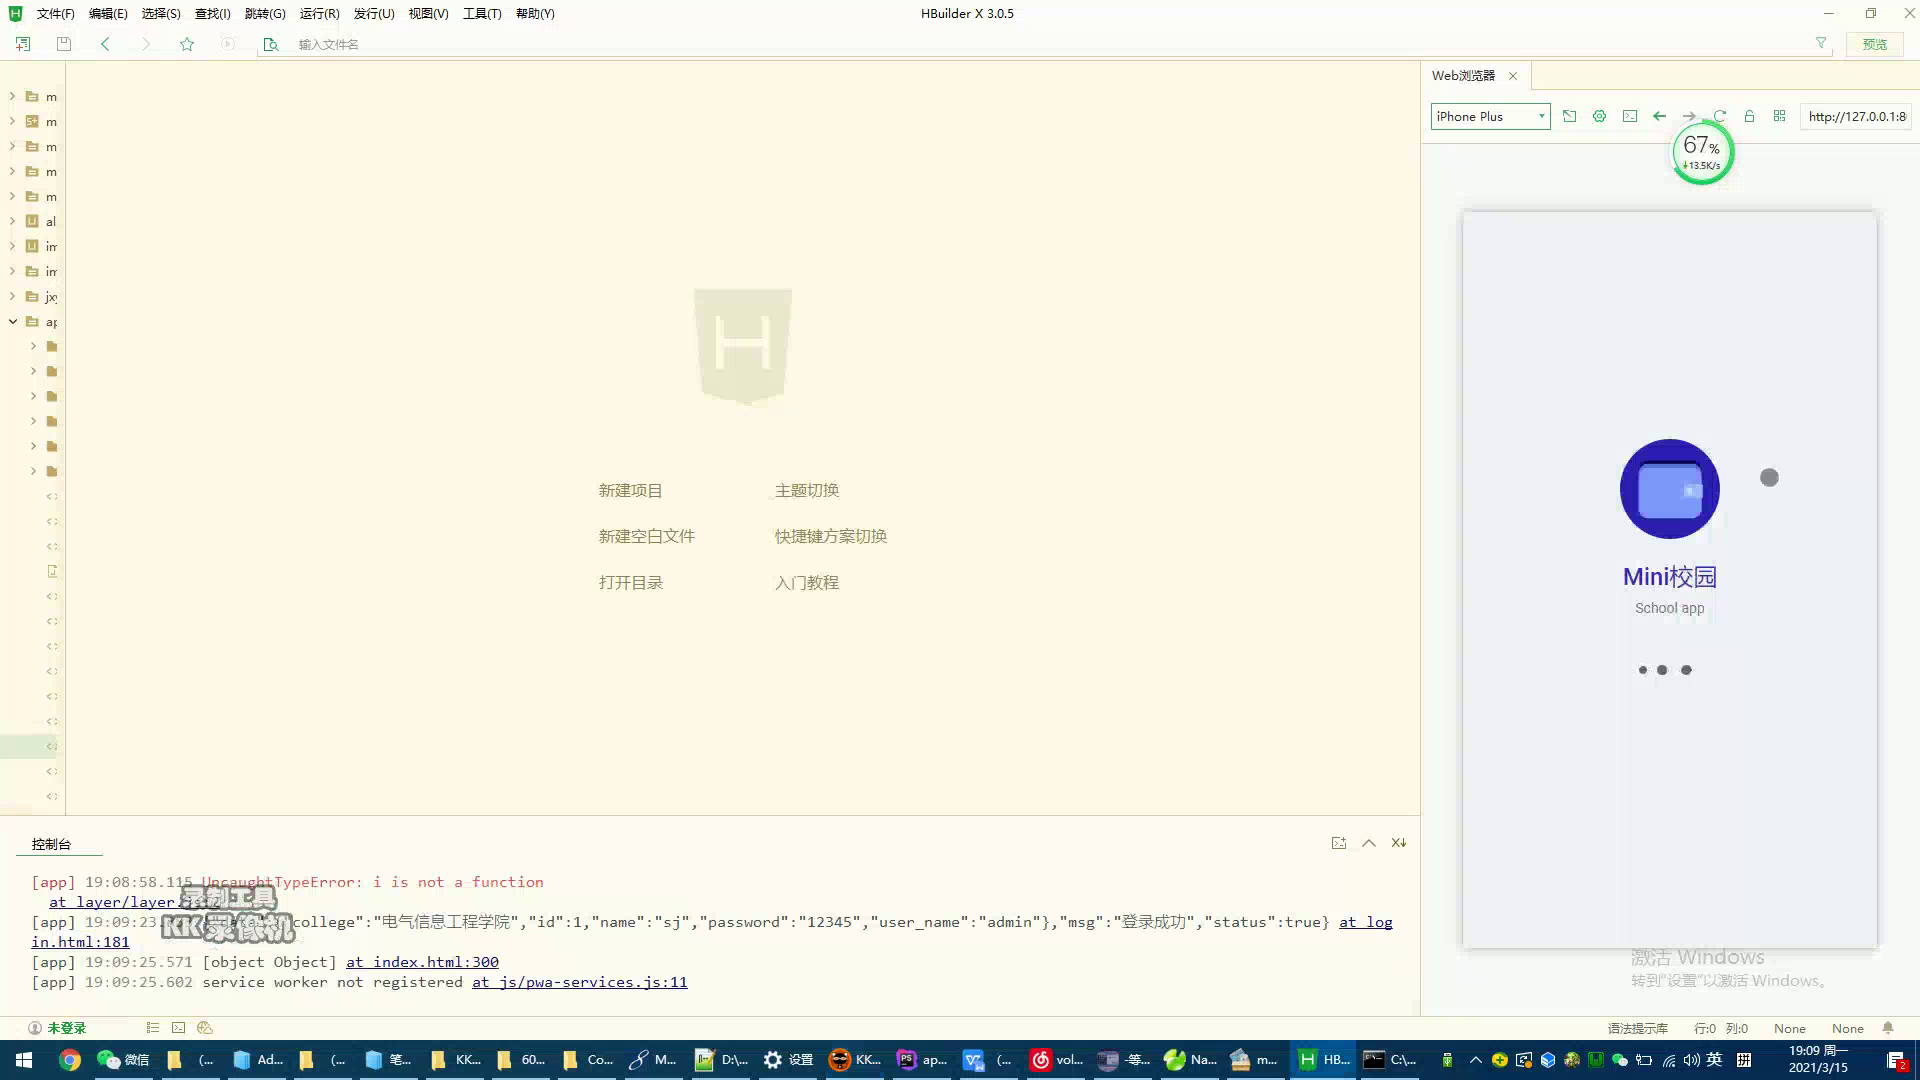 文件(F) 编辑(E) 选择(S) 查找(I) 跳转(G) 运行(R) 发行(U) 视图(V) 工具(T) 帮助(Y)
HBuilder X 3.0.5
输入文件名
预览
m
m
m
m
m
al
im
im
jxy
ap
新建项目 主题切换
新建空白文件 快捷键方案切换
打开目录 入门教程
Web浏览器
iPhone Plus
http://127.0.0.1:8
67%
13.5K/s
Mini校园
School app
激活 Windows
转到"设置"以激活 Windows。
控制台
[app] 19:08:58.115 UncaughtTypeError: i is not a function
at layer/layer.
[app] 19:09:23. college":"电气信息工程学院","id":1,"name":"sj","password":"12345","user_name":"admin"},"msg":"登录成功","status":true} at log
in.html:181
[app] 19:09:25.571 [object Object] at index.html:300
[app] 19:09:25.602 service worker not registered at js/pwa-services.js:11
录制工具
KK录像机
未登录
语法提示库 行:0 列:0 None None
微信 (... Ad... (... 笔... KK... 60... Co... M... D:\... 设置 KK... ap... (... vol... -等... Na... m... HB... C:\...
英
拼
19:09 周一
2021/3/15
2